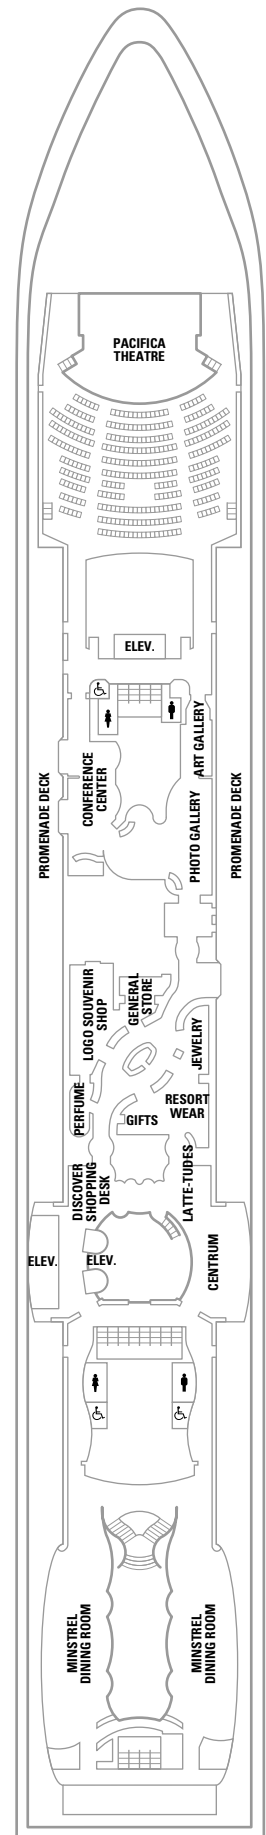 PACIFICA
THEATRE
ELEV.
ART GALLERY
CONFERENCE
CENTER
PROMENADE DECK
PHOTO GALLERY
PROMENADE DECK
LOGO SOUVENIR
SHOP
GENERAL
STORE
JEWELRY
PERFUME
GIFTS
RESORT
WEAR
DISCOVER
SHOPPING
DESK
LATTE-TUDES
ELEV.
ELEV.
CENTRUM
MINSTREL
DINING ROOM
MINSTREL
DINING ROOM